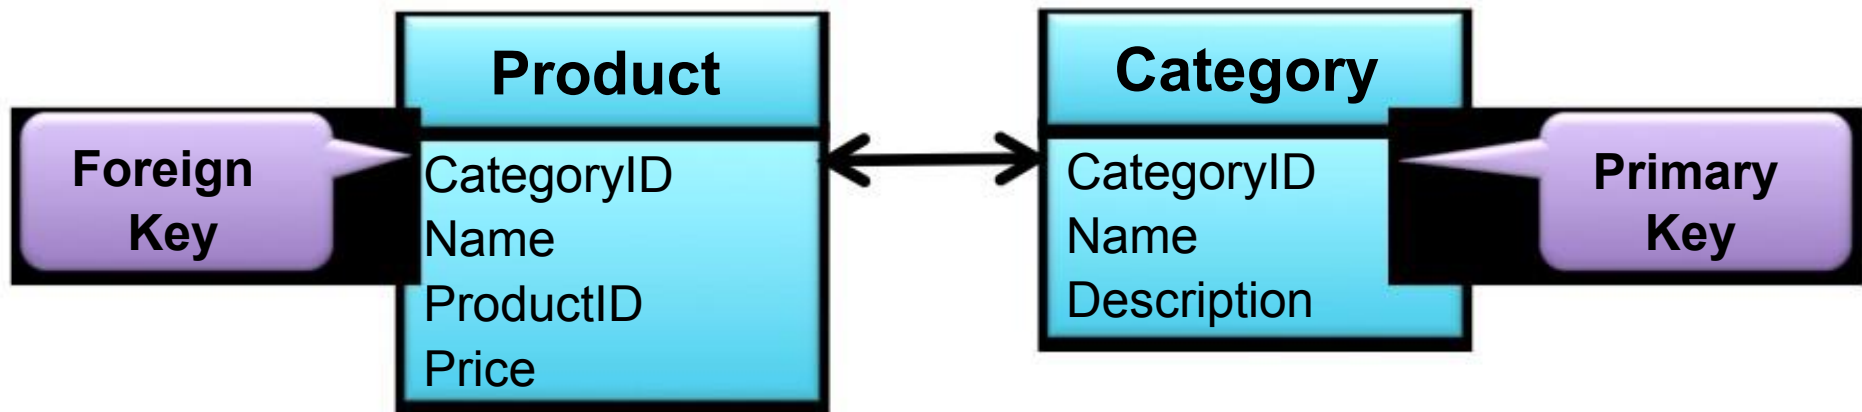 Product
Category
Foreign
Key
CategoryID
Name
ProductID
Price
CategoryID
Name
Description
Primary
Key